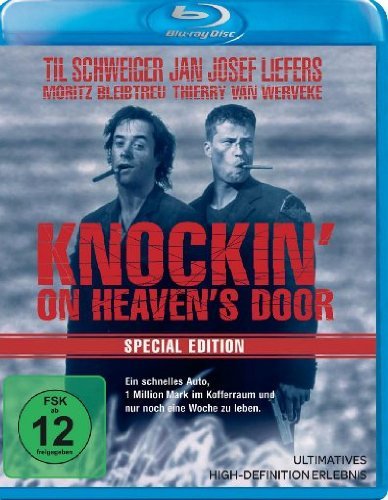 Blu-ray Disc
TIL SCHWEIGER JAN JOSEF LIEFERS
MORITZ BLEIBTREU THIERRY VAN WERVEKE
KNOCKIN'
ON HEAVEN'S DOOR
SPECIAL EDITION
Ein schnelles Auto,
1 Million Mark im Kofferraum und
nur noch eine Woche zu leben.
FSK
ab
12
freigegeben
ULTIMATIVES
HIGH-DEFINITION ERLEBNIS